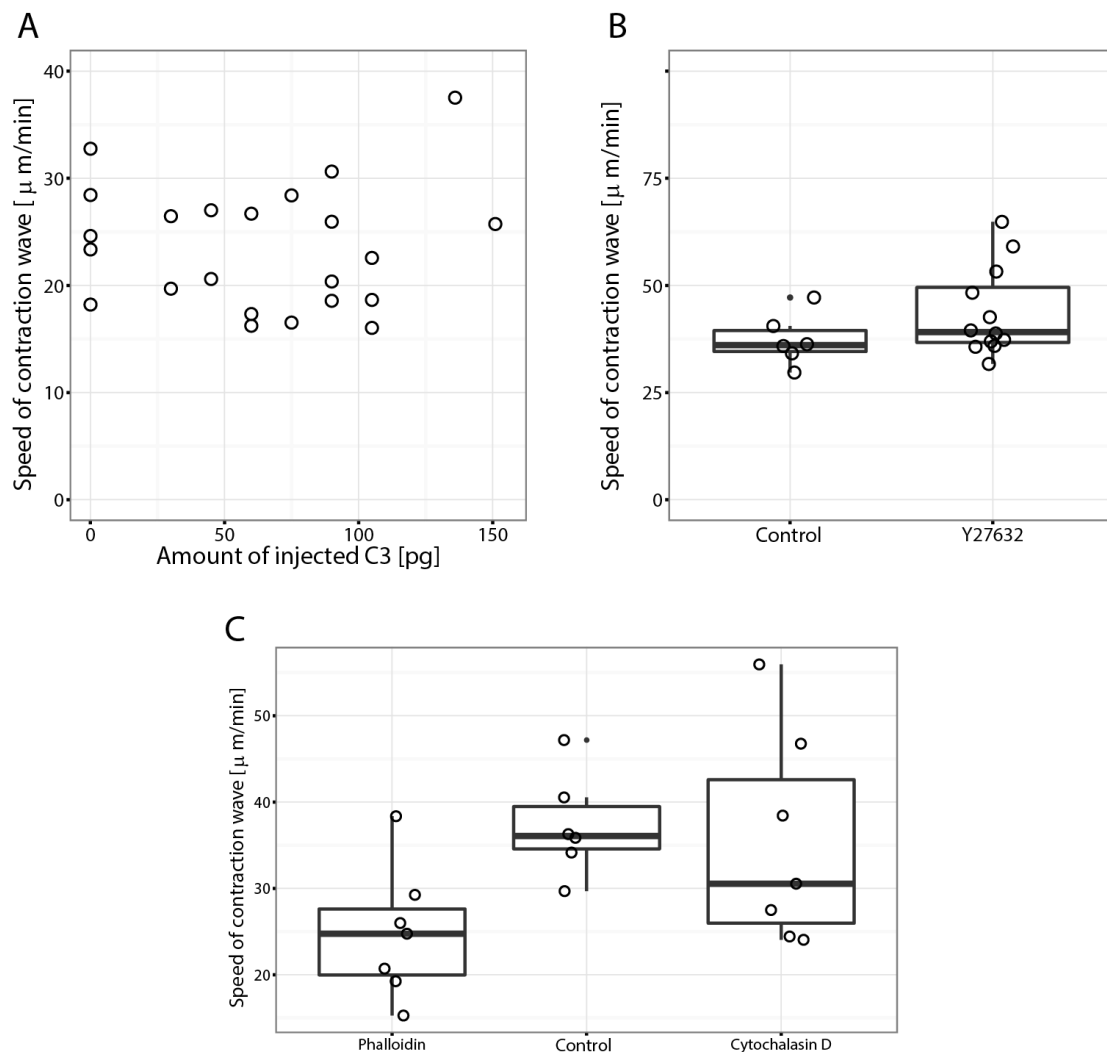 A
Speed of contraction wave [ μ m/min]
40
30
20
10
0
0 50 100 150
Amount of injected C3 [pg]
B
Speed of contraction wave [ μ m/min]
75
50
25
0
Control Y27632
C
Speed of contraction wave [ μ m/min]
50
40
30
20
Phalloidin Control Cytochalasin D